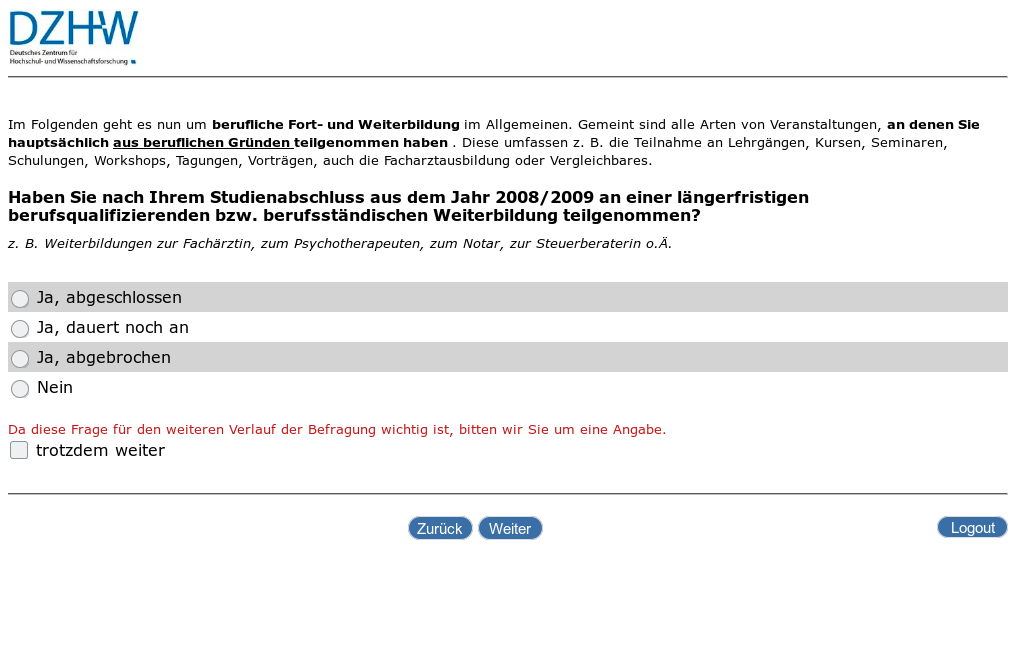 DZHW
Deutsches Zentrum für
Hochschul- und Wissenschaftsforschung
Im Folgenden geht es nun um berufliche Fort- und Weiterbildung im Allgemeinen. Gemeint sind alle Arten von Veranstaltungen, an denen Sie
hauptsächlich aus beruflichen Gründen teilgenommen haben . Diese umfassen z. B. die Teilnahme an Lehrgängen, Kursen, Seminaren,
Schulungen, Workshops, Tagungen, Vorträgen, auch die Facharztausbildung oder Vergleichbares.
Haben Sie nach Ihrem Studienabschluss aus dem Jahr 2008/2009 an einer längerfristigen
berufsqualifizierenden bzw. berufsständischen Weiterbildung teilgenommen?
z. B. Weiterbildungen zur Fachärztin, zum Psychotherapeuten, zum Notar, zur Steuerberaterin o.Ä.
Ja, abgeschlossen
Ja, dauert noch an
Ja, abgebrochen
Nein
Da diese Frage für den weiteren Verlauf der Befragung wichtig ist, bitten wir Sie um eine Angabe.
trotzdem weiter
Zurück Weiter Logout